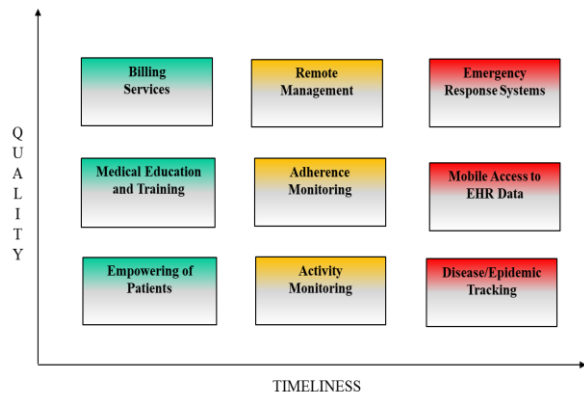 Billing
Services
Remote
Management
Emergency
Response Systems
QUALITY
Medical Education
and Training
Adherence
Monitoring
Mobile Access to
EHR Data
Empowering of
Patients
Activity
Monitoring
Disease/Epidemic
Tracking
TIMELINESS